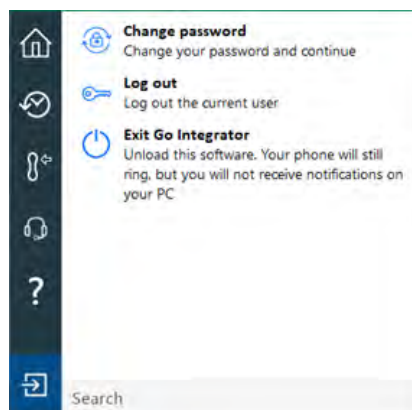 Change password
Change your password and continue
Log out
Log out the current user
Exit Go Integrator
Unload this software. Your phone will still
ring, but you will not receive notifications on
your PC
?
Search